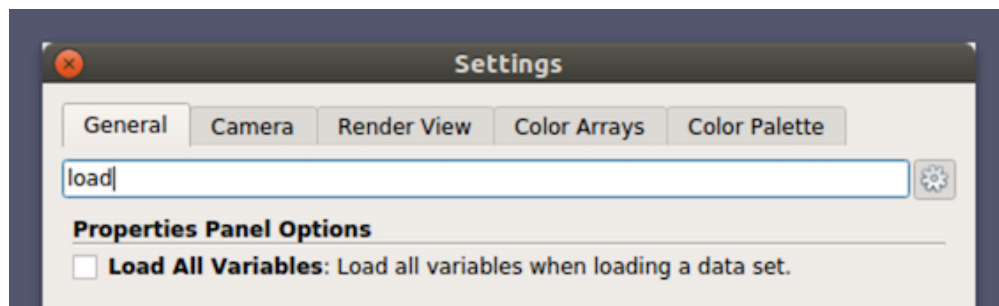 Settings
General Camera Render View Color Arrays Color Palette
load
Properties Panel Options
Load All Variables: Load all variables when loading a data set.